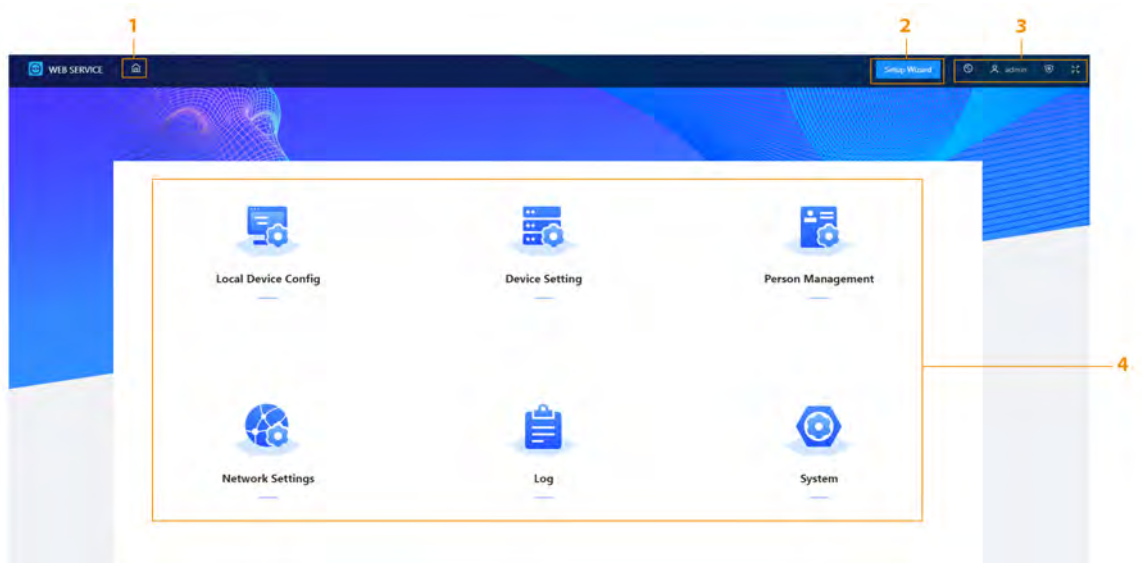 1 2 3
WEB SERVICE Setup Wizard admin
Local Device Config Device Setting Person Management
4
Network Settings Log System